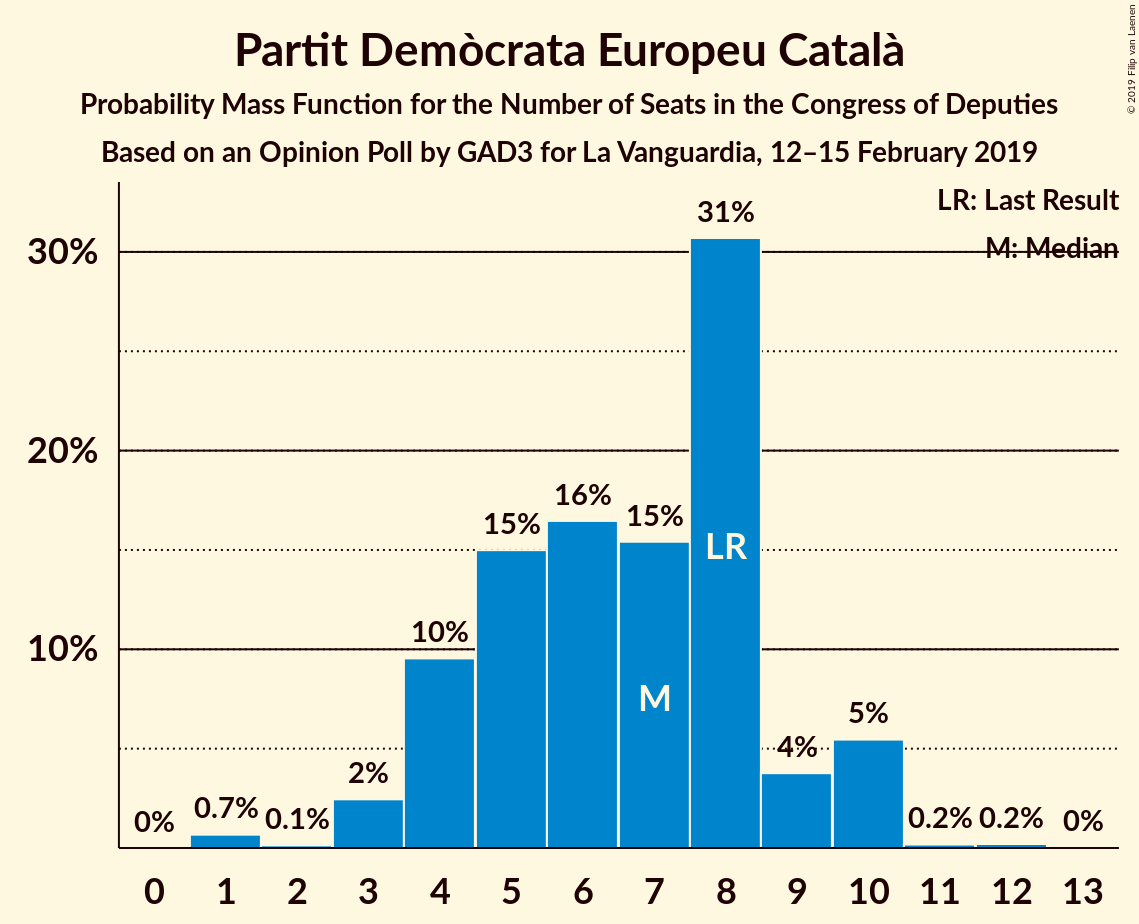 Partit Demòcrata Europeu Català
Probability Mass Function for the Number of Seats in the Congress of Deputies
Based on an Opinion Poll by GAD3 for La Vanguardia, 12–15 February 2019
© 2019 Filip van Laenen
LR: Last Result
M: Median
30%
20%
10%
0%
0.7%
0.1%
2%
10%
15%
16%
15%
31%
4%
5%
0.2%
0.2%
0%
LR
M
0 1 2 3 4 5 6 7 8 9 10 11 12 13